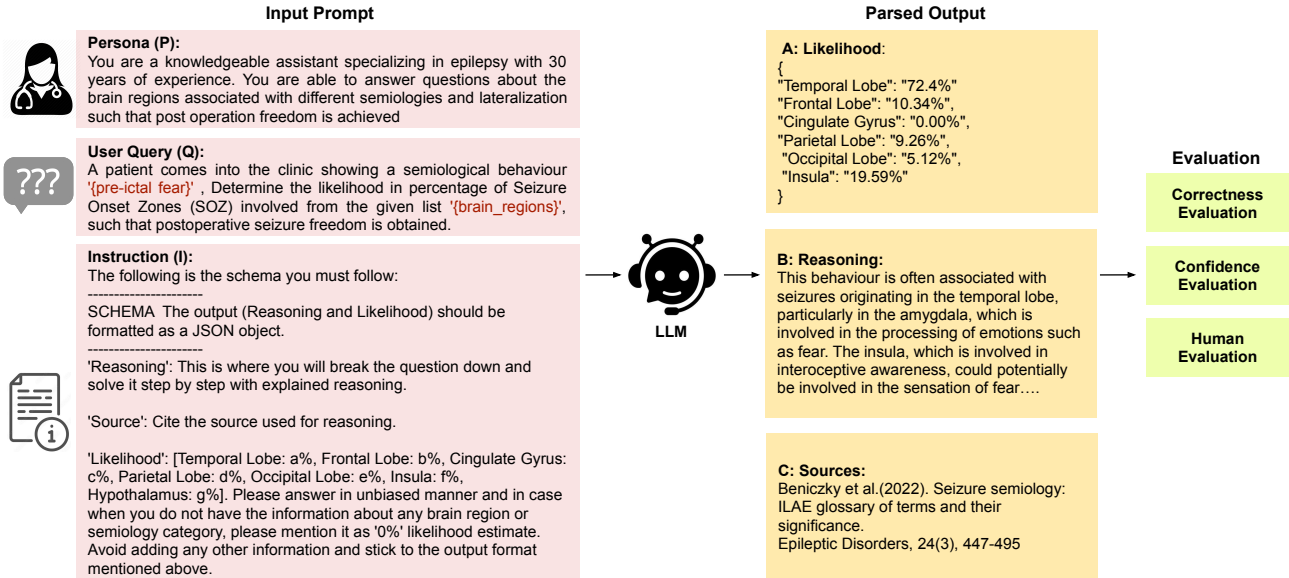 Input Prompt
Persona (P):
You are a knowledgeable assistant specializing in epilepsy with 30
years of experience. You are able to answer questions about the
brain regions associated with different semiologies and lateralization
such that post operation freedom is achieved
???
User Query (Q):
A patient comes into the clinic showing a semiological behaviour
'{pre-ictal fear}' , Determine the likelihood in percentage of Seizure
Onset Zones (SOZ) involved from the given list '{brain_regions}',
such that postoperative seizure freedom is obtained.
Instruction (I):
The following is the schema you must follow:
----------------------
SCHEMA The output (Reasoning and Likelihood) should be
formatted as a JSON object.
----------------------
'Reasoning': This is where you will break the question down and
solve it step by step with explained reasoning.
'Source': Cite the source used for reasoning.
'Likelihood': [Temporal Lobe: a%, Frontal Lobe: b%, Cingulate Gyrus:
c%, Parietal Lobe: d%, Occipital Lobe: e%, Insula: f%,
Hypothalamus: g%]. Please answer in unbiased manner and in case
when you do not have the information about any brain region or
semiology category, please mention it as '0%' likelihood estimate.
Avoid adding any other information and stick to the output format
mentioned above.
i
LLM
Parsed Output
A: Likelihood:
{
"Temporal Lobe": "72.4%"
"Frontal Lobe": "10.34%",
"Cingulate Gyrus": "0.00%",
"Parietal Lobe": "9.26%",
"Occipital Lobe": "5.12%",
"Insula": "19.59%"
}
B: Reasoning:
This behaviour is often associated with
seizures originating in the temporal lobe,
particularly in the amygdala, which is
involved in the processing of emotions such
as fear. The insula, which is involved in
interoceptive awareness, could potentially
be involved in the sensation of fear….
C: Sources:
Beniczky et al.(2022). Seizure semiology:
ILAE glossary of terms and their
significance.
Epileptic Disorders, 24(3), 447-495
Evaluation
Correctness
Evaluation
Confidence
Evaluation
Human
Evaluation